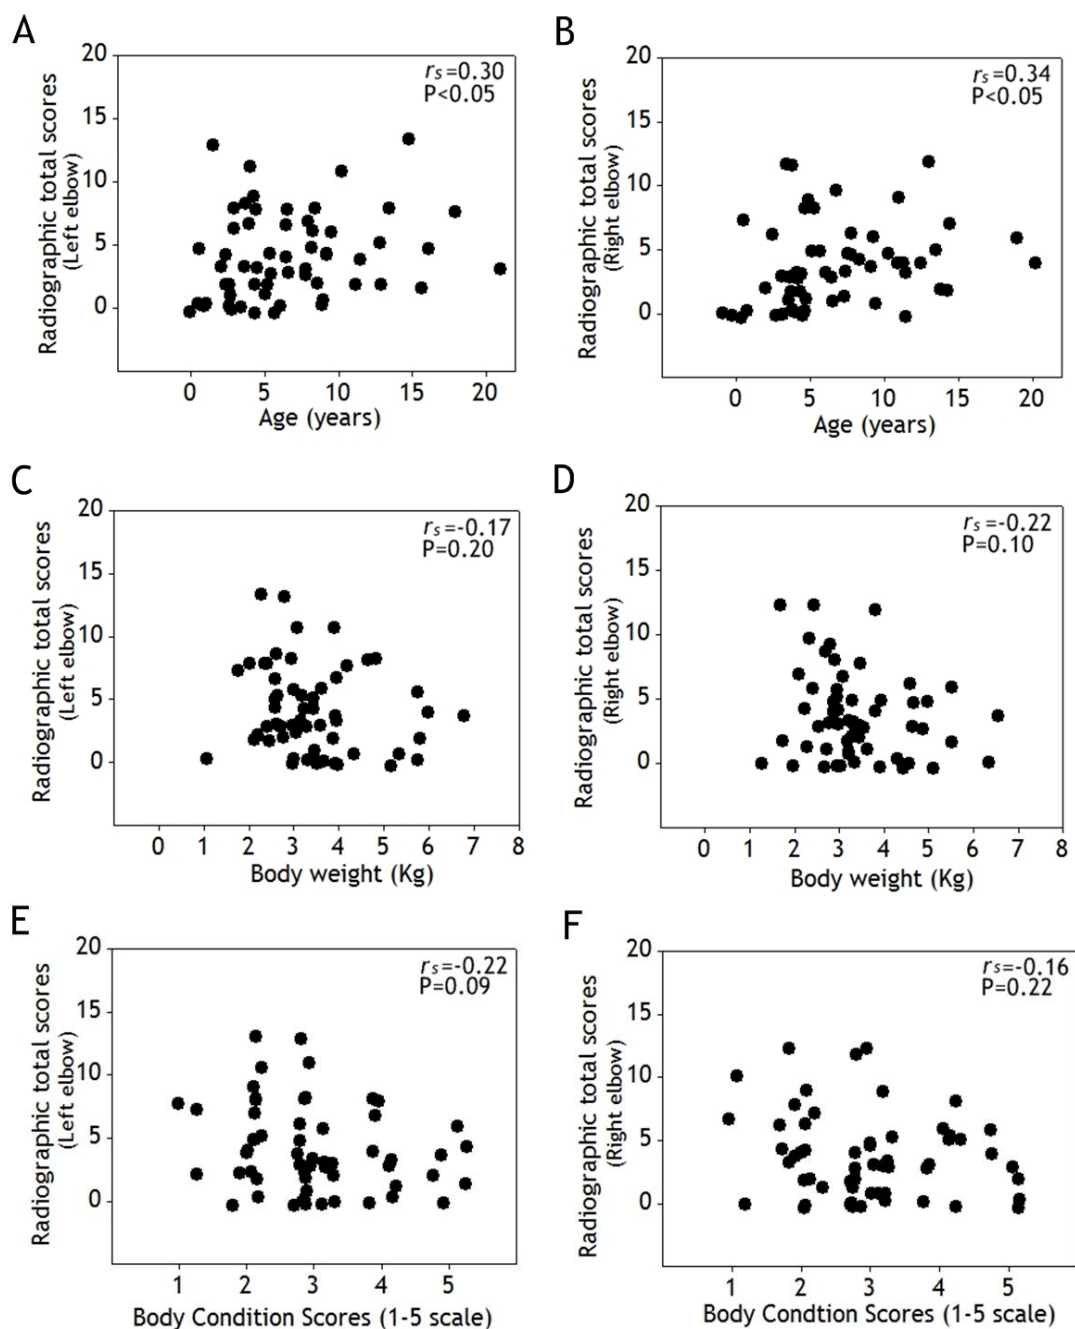 A
Radiographic total scores
(Left elbow)
20
15
10
5
0
rs=0.30
P<0.05
0 5 10 15 20
Age (years)
B
Radiographic total scores
(Right elbow)
20
15
10
5
0
rs=0.34
P<0.05
0 5 10 15 20
Age (years)
C
Radiographic total scores
(Left elbow)
20
15
10
5
0
rs=-0.17
P=0.20
0 1 2 3 4 5 6 7 8
Body weight (Kg)
D
Radiographic total scores
(Right elbow)
20
15
10
5
0
rs=-0.22
P=0.10
0 1 2 3 4 5 6 7 8
Body weight (Kg)
E
Radiographic total scores
(Left elbow)
20
15
10
5
0
rs=-0.22
P=0.09
1 2 3 4 5
Body Condition Scores (1-5 scale)
F
Radiographic total scores
(Right elbow)
20
15
10
5
0
rs=-0.16
P=0.22
1 2 3 4 5
Body Condtion Scores (1-5 scale)